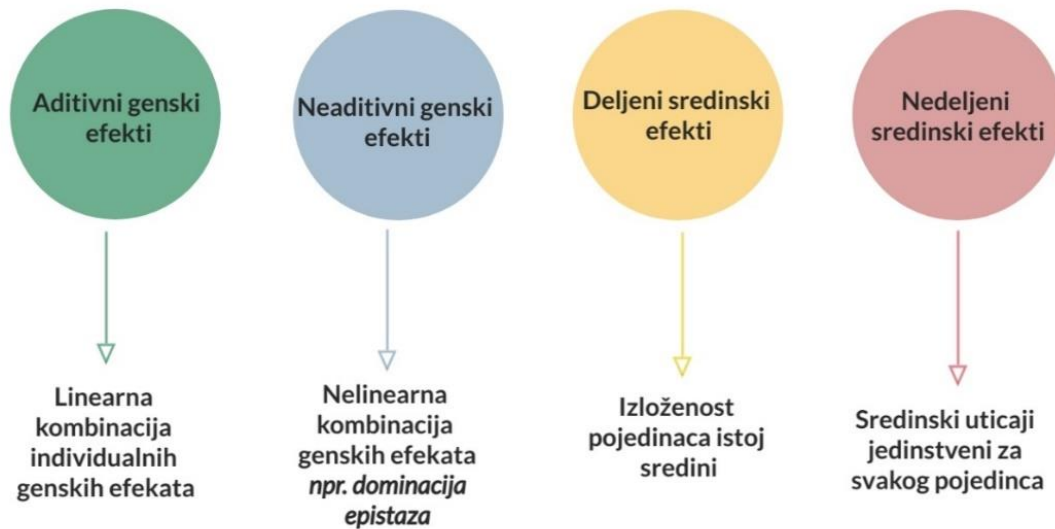 Aditivni genski
efekti
Neaditivni genski
efekti
Deljeni sredinski
efekti
Nedeljeni
sredinski efekti
Linearna
kombinacija
individualnih
genskih efekata
Nelinearna
kombinacija
genskih efekata
npr. dominacija
epistaza
Izloženost
pojedinaca istoj
sredini
Sredinski uticaji
jedinstveni za
svakog pojedinca